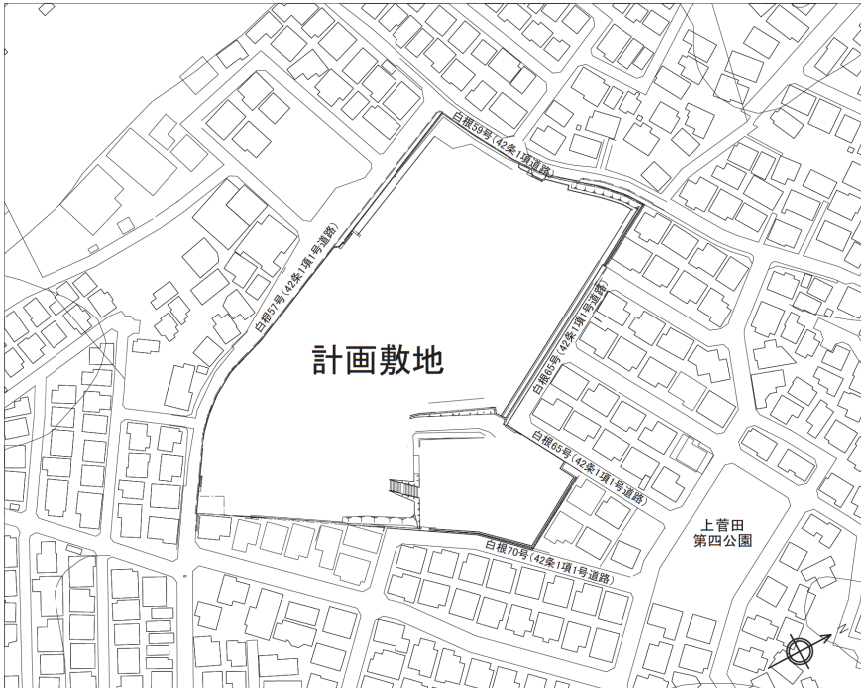 白根59号(42条1項道路)
白根57号(42条1項1号道路)
白根65号(42条1項1号道路)
計画敷地
白根65号(42条1項1号道路)
上菅田
第四公園
白根70号(42条1項1号道路)
N